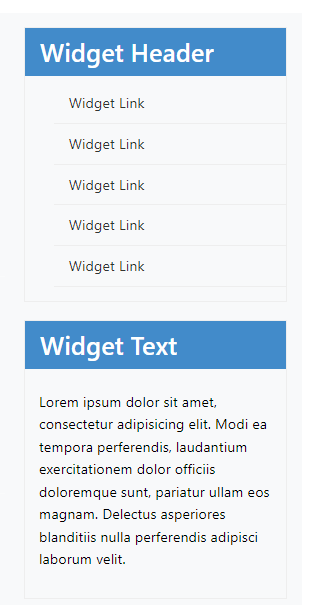 Widget Header
Widget Link
Widget Link
Widget Link
Widget Link
Widget Link
Widget Text
Lorem ipsum dolor sit amet,
consectetur adipisicing elit. Modi ea
tempora perferendis, laudantium
exercitationem dolor officiis
doloremque sunt, pariatur ullam eos
magnam. Delectus asperiores
blanditiis nulla perferendis adipisci
laborum velit.